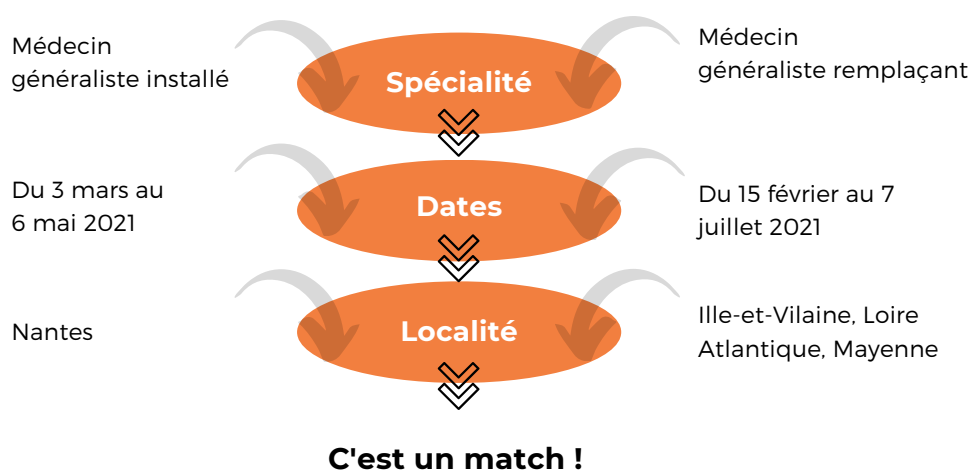 Médecin
généraliste installé
Spécialité
Médecin
généraliste remplaçant
Du 3 mars au
6 mai 2021
Dates
Du 15 février au 7
juillet 2021
Nantes
Localité
Ille-et-Vilaine, Loire
Atlantique, Mayenne
C'est un match !